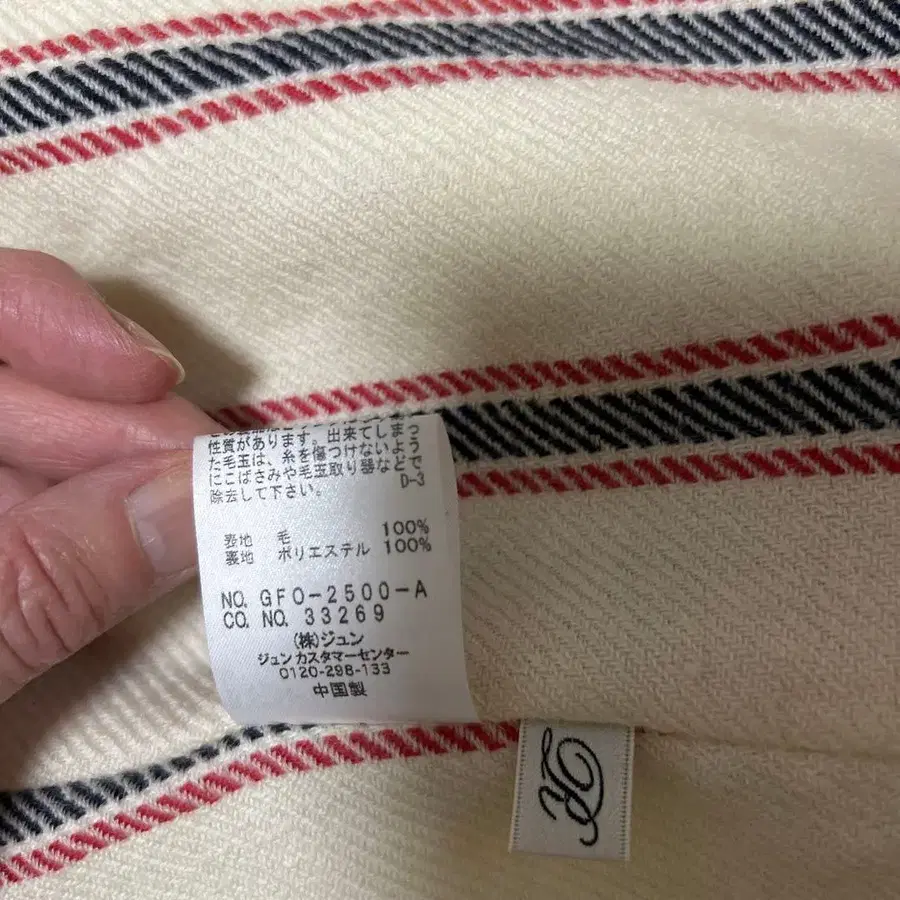 性質があります。出来てしまっ
た毛玉は、糸を傷つけないよう
にこばさみや毛玉取り器などで
除去して下さい。 D-3
表地 毛 100%
裏地 ポリエステル 100%
NO. GFO-2500-A
CO. NO. 33269
(株)ジュン
ジュン カスタマーセンター
0120-298-133
中国製
R